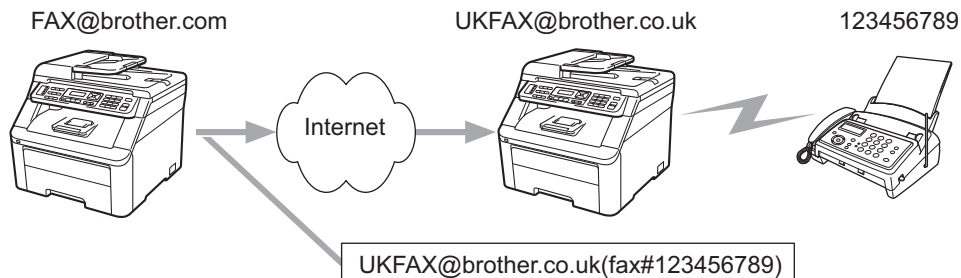 FAX@brother.com
UKFAX@brother.co.uk
123456789
Internet
UKFAX@brother.co.uk(fax#123456789)